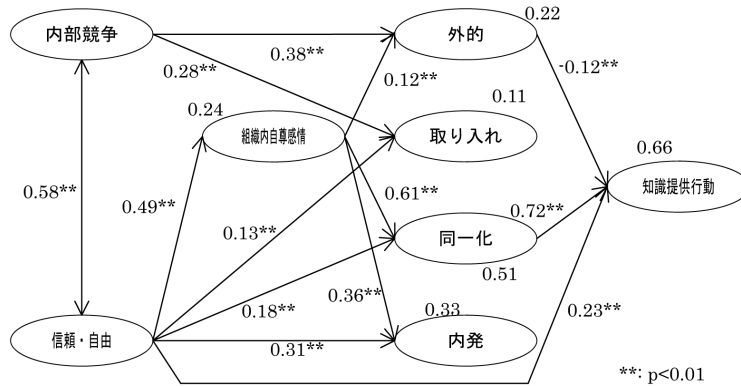 0.22
内部競争
外的
0.38**
-0.12**
0.28**
0.12**
0.24
0.11
組織内自尊感情
取り入れ
0.66
知識提供行動
0.58**
0.49**
0.61**
0.72**
0.13**
同一化
0.51
0.36**
0.18**
0.33
0.23**
信頼・自由
内発
0.31**
**: p<0.01